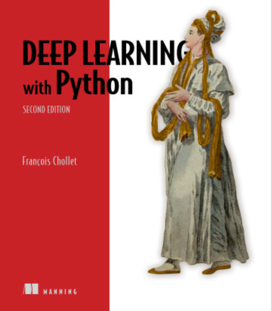 DEEP LEARNING
with Python
SECOND EDITION
François Chollet
MANNING